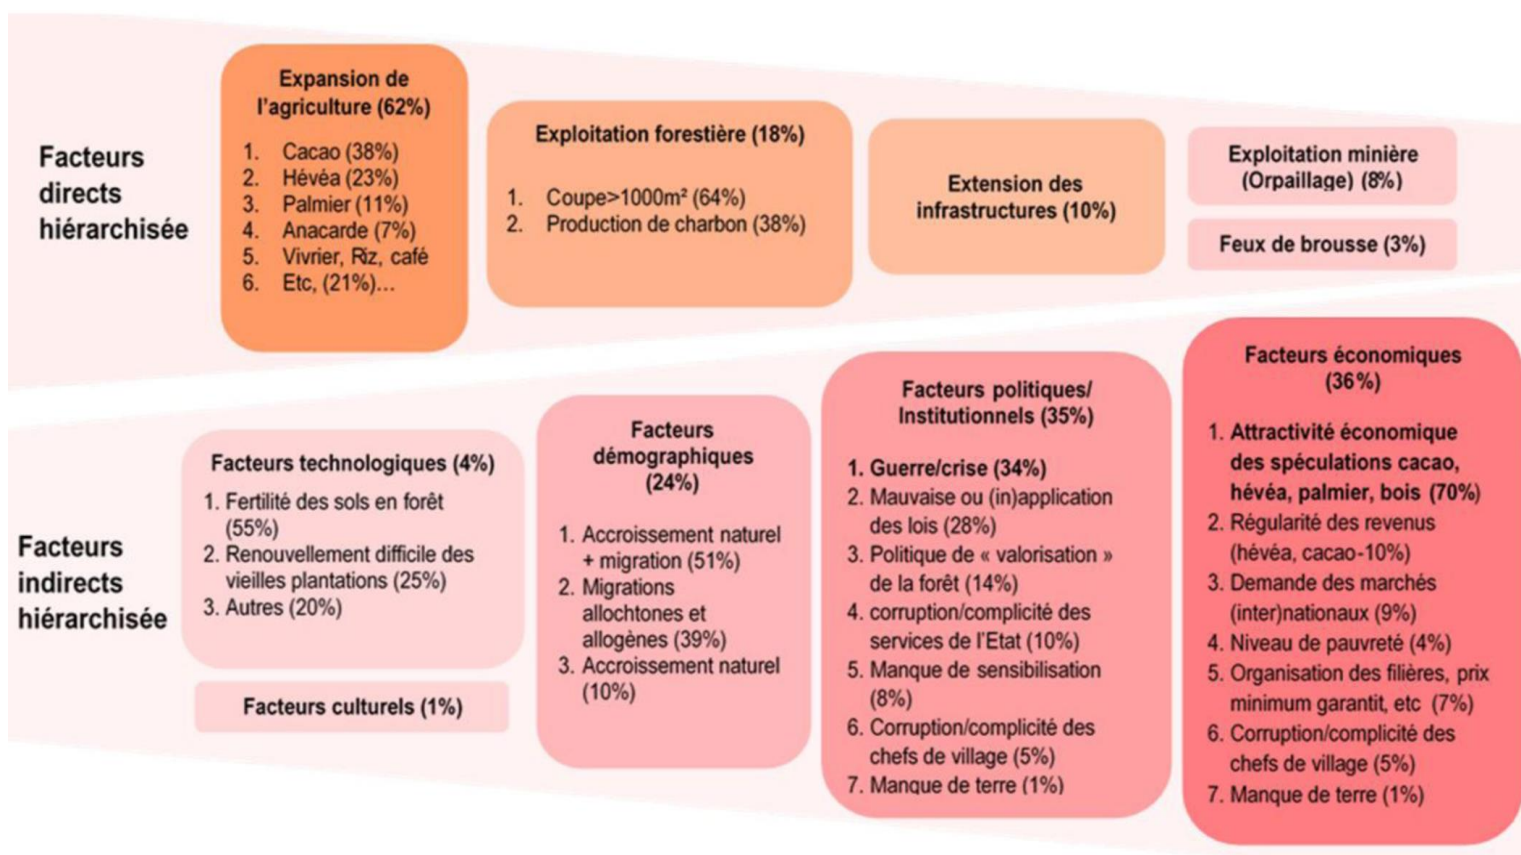 Facteurs
directs
hiérarchisée
Expansion de
l'agriculture (62%)
1. Cacao (38%)
2. Hévéa (23%)
3. Palmier (11%)
4. Anacarde (7%)
5. Vivrier, Riz, café
6. Etc, (21%)...
Exploitation forestière (18%)
1. Coupe>1000m² (64%)
2. Production de charbon (38%)
Extension des
infrastructures (10%)
Exploitation minière
(Orpaillage) (8%)
Feux de brousse (3%)
Facteurs
indirects
hiérarchisée
Facteurs technologiques (4%)
1. Fertilité des sols en forêt
(55%)
2. Renouvellement difficile des
vieilles plantations (25%)
3. Autres (20%)
Facteurs culturels (1%)
Facteurs
démographiques
(24%)
1. Accroissement naturel
+ migration (51%)
2. Migrations
allochtones et
allogènes (39%)
3. Accroissement naturel
(10%)
Facteurs politiques/
Institutionnels (35%)
1. Guerre/crise (34%)
2. Mauvaise ou (in)application
des lois (28%)
3. Politique de « valorisation »
de la forêt (14%)
4. corruption/complicité des
services de l'Etat (10%)
5. Manque de sensibilisation
(8%)
6. Corruption/complicité des
chefs de village (5%)
7. Manque de terre (1%)
Facteurs économiques
(36%)
1. Attractivité économique
des spéculations cacao,
hévéa, palmier, bois (70%)
2. Régularité des revenus
(hévéa, cacao-10%)
3. Demande des marchés
(inter)nationaux (9%)
4. Niveau de pauvreté (4%)
5. Organisation des filières, prix
minimum garantit, etc (7%)
6. Corruption/complicité des
chefs de village (5%)
7. Manque de terre (1%)